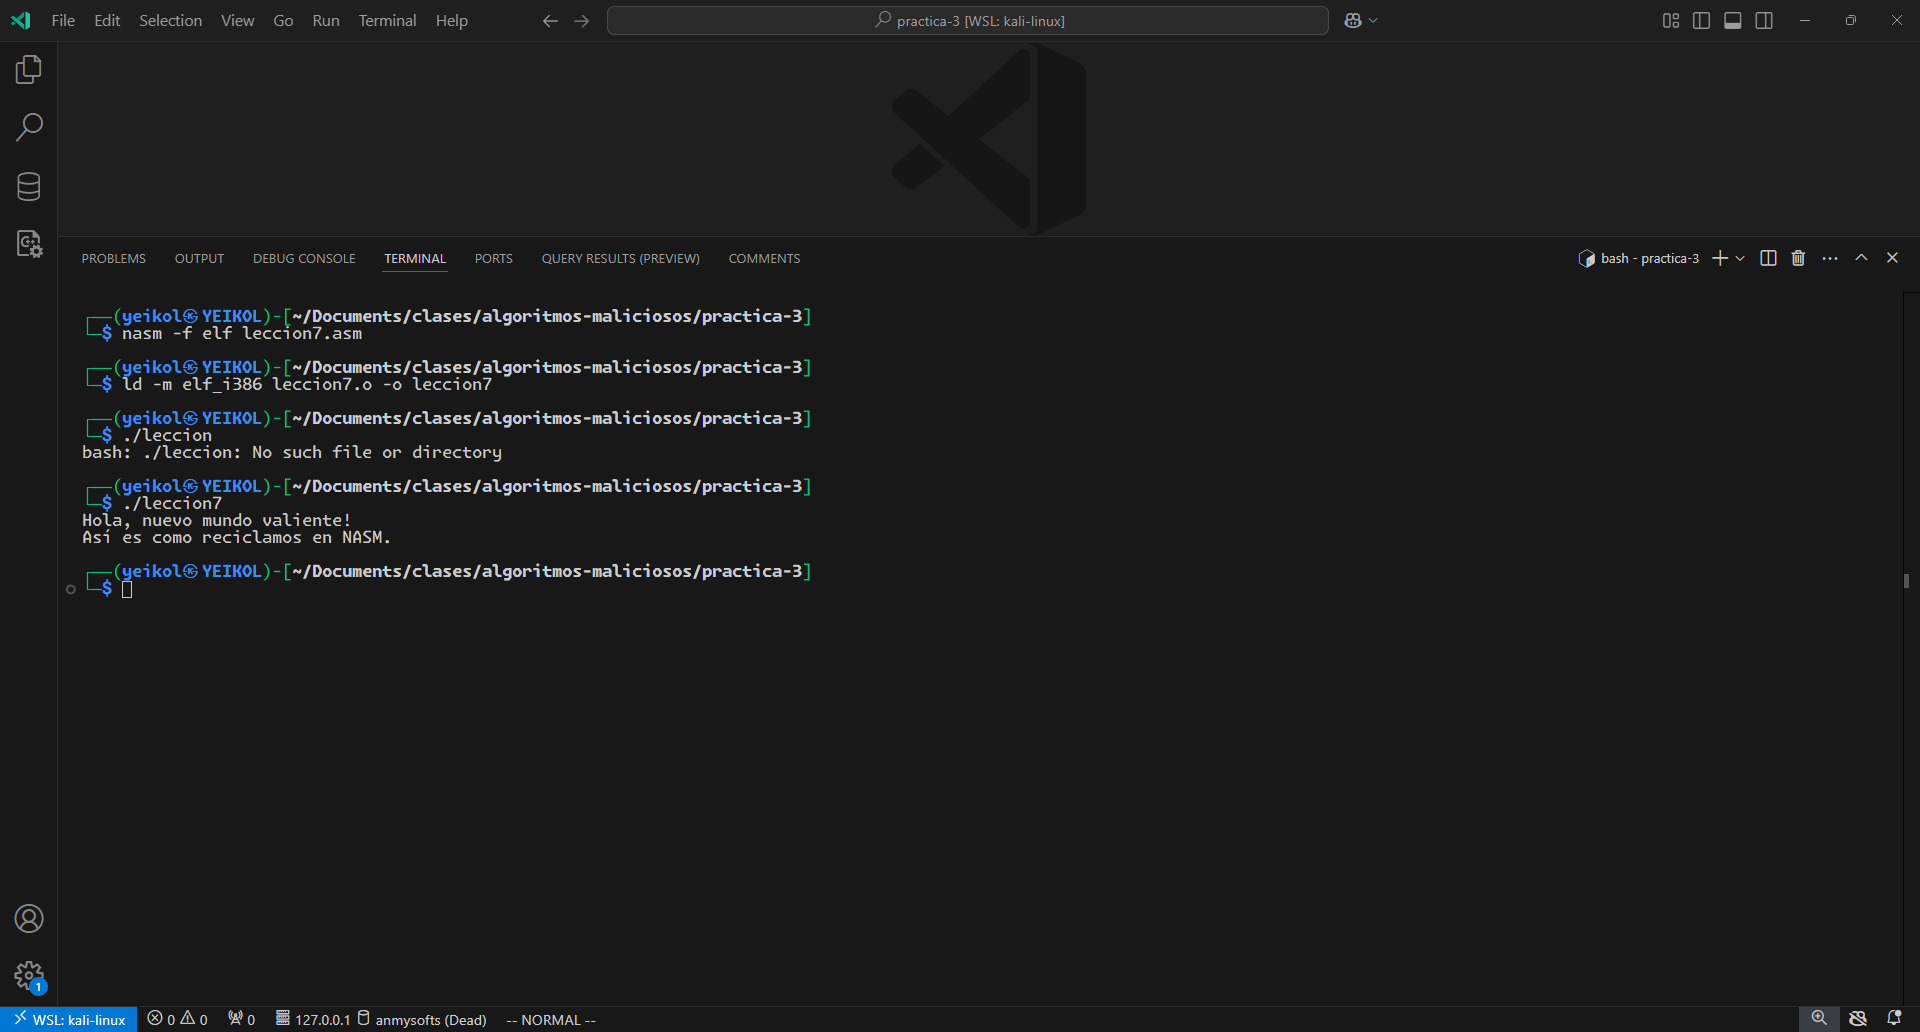 File Edit Selection View Go Run Terminal Help
practica-3 [WSL: kali-linux]
PROBLEMS OUTPUT DEBUG CONSOLE TERMINAL PORTS QUERY RESULTS (PREVIEW) COMMENTS
bash - practica-3
┌──(yeikol㉿YEIKOL)-[~/Documents/clases/algoritmos-maliciosos/practica-3]
└─$ nasm -f elf leccion7.asm
┌──(yeikol㉿YEIKOL)-[~/Documents/clases/algoritmos-maliciosos/practica-3]
└─$ ld -m elf_i386 leccion7.o -o leccion7
┌──(yeikol㉿YEIKOL)-[~/Documents/clases/algoritmos-maliciosos/practica-3]
└─$ ./leccion
bash: ./leccion: No such file or directory
┌──(yeikol㉿YEIKOL)-[~/Documents/clases/algoritmos-maliciosos/practica-3]
└─$ ./leccion7
Hola, nuevo mundo valiente!
Así es como reciclamos en NASM.
┌──(yeikol㉿YEIKOL)-[~/Documents/clases/algoritmos-maliciosos/practica-3]
└─$
1
WSL: kali-linux 0 0 0 127.0.0.1 anmysofts (Dead) -- NORMAL --